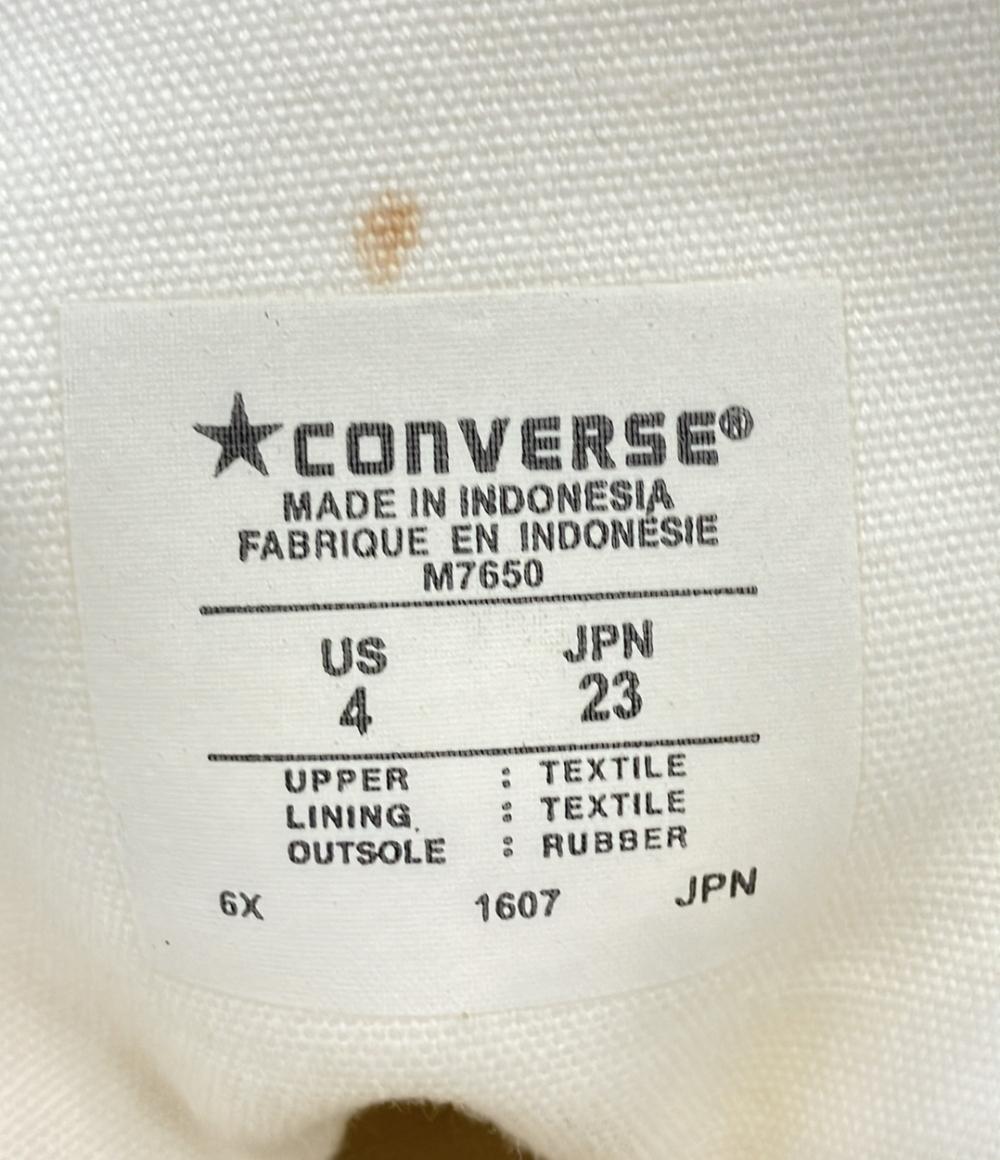 ★CONVERSE®
MADE IN INDONESIA
FABRIQUE EN INDONÉSIE
M7650
US JPN
4 23
UPPER : TEXTILE
LINING : TEXTILE
OUTSOLE : RUBBER
6X 1607 JPN